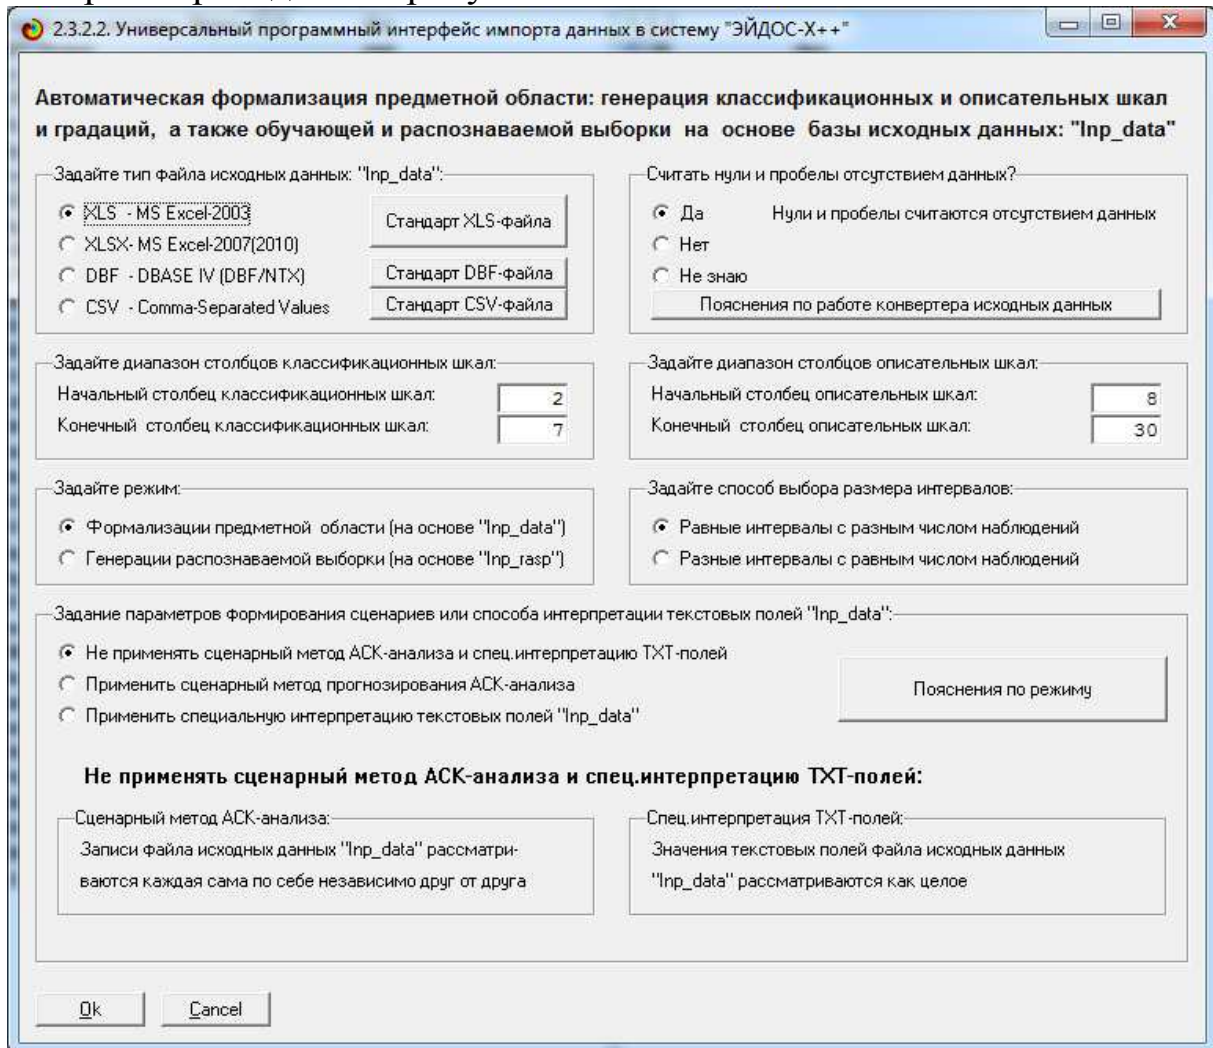 2.3.2.2. Универсальный программный интерфейс импорта данных в систему "ЭЙДОС-X++"
Автоматическая формализация предметной области: генерация классификационных и описательных шкал
и градаций, а также обучающей и распознаваемой выборки на основе базы исходных данных: "Inp_data"
Задайте тип файла исходных данных: "Inp_data":
XLS - MS Excel-2003
XLSX- MS Excel-2007(2010)
DBF - DBASE IV (DBF/NTX)
CSV - Comma-Separated Values
Стандарт XLS-файла
Стандарт DBF-файла
Стандарт CSV-файла
Считать нули и пробелы отсутствием данных?
Да Нули и пробелы считаются отсутствием данных
Нет
Не знаю
Пояснения по работе конвертера исходных данных
Задайте диапазон столбцов классификационных шкал:
Начальный столбец классификационных шкал: 2
Конечный столбец классификационных шкал: 7
Задайте диапазон столбцов описательных шкал:
Начальный столбец описательных шкал: 8
Конечный столбец описательных шкал: 30
Задайте режим:
Формализации предметной области (на основе "Inp_data")
Генерации распознаваемой выборки (на основе "Inp_rasp")
Задайте способ выбора размера интервалов:
Равные интервалы с разным числом наблюдений
Разные интервалы с равным числом наблюдений
Задание параметров формирования сценариев или способа интерпретации текстовых полей "Inp_data":
Не применять сценарный метод АСК-анализа и спец.интерпретацию TXT-полей
Применить сценарный метод прогнозирования АСК-анализа
Применить специальную интерпретацию текстовых полей "Inp_data"
Пояснения по режиму
Не применять сценарный метод АСК-анализа и спец.интерпретацию TXT-полей:
Сценарный метод АСК-анализа:
Записи файла исходных данных "Inp_data" рассматри-
ваются каждая сама по себе независимо друг от друга
Спец.интерпретация TXT-полей:
Значения текстовых полей файла исходных данных
"Inp_data" рассматриваются как целое
Ok
Cancel